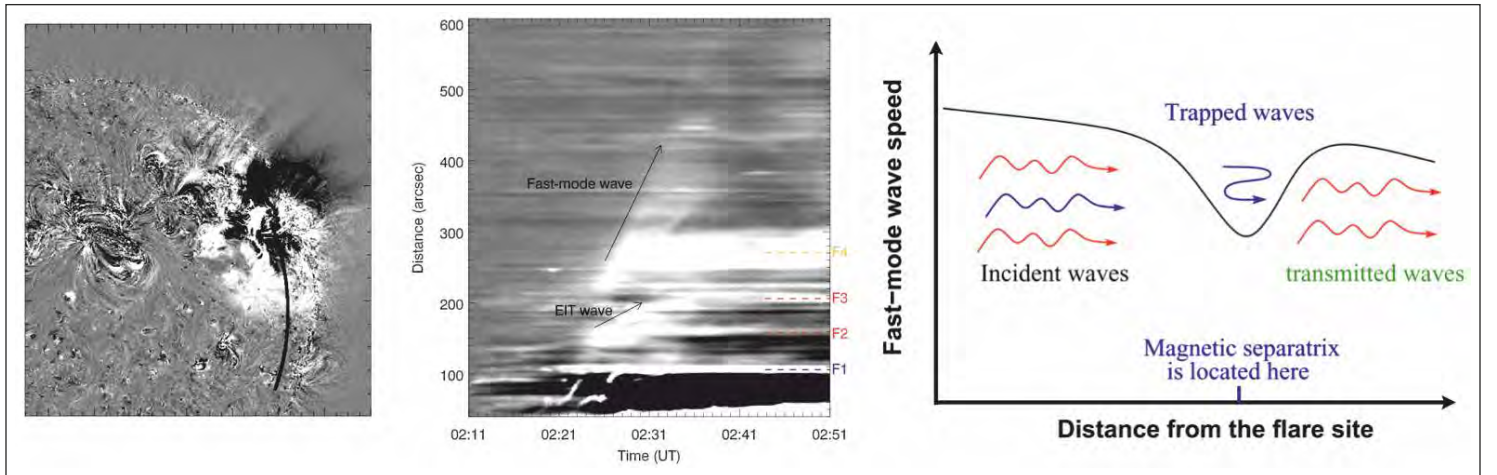 600
500
400
300
200
100
Distance (arcsec)
Fast-mode wave
EIT wave
F4
F3
F2
F1
02:11
02:21
02:31
02:41
02:51
Time (UT)
Fast-mode wave speed
Trapped waves
Incident waves
transmitted waves
Magnetic separatrix
is located here
Distance from the flare site